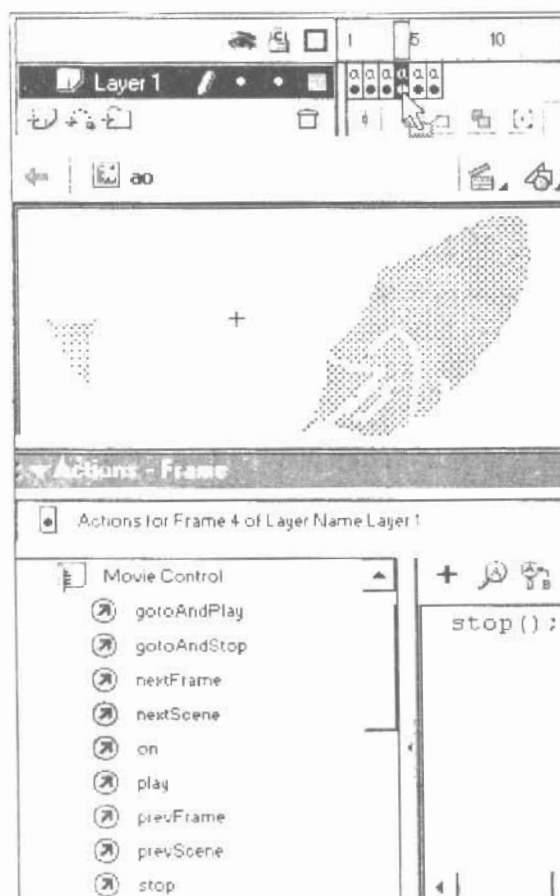 1 5 10
Layer 1
a a a a a a
ao
Actions - Frame
Actions for Frame 4 of Layer Name Layer 1
Movie Control
gotoAndPlay
gotoAndStop
nextFrame
nextScene
on
play
prevFrame
prevScene
stop
stop();